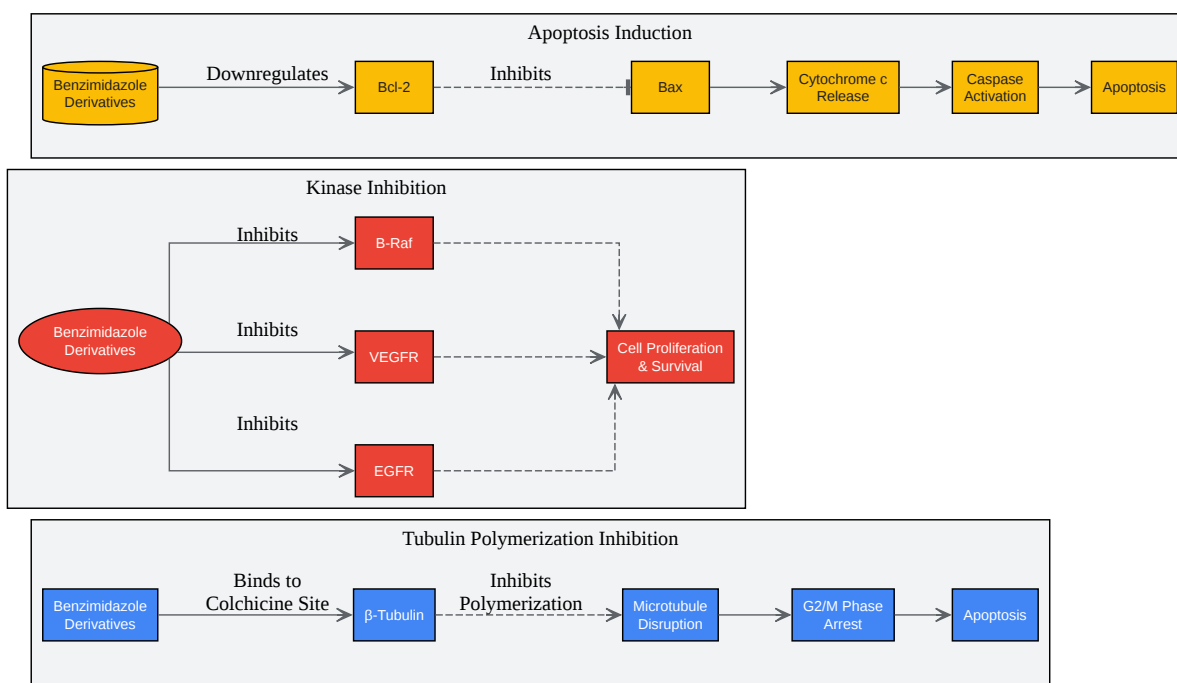 Apoptosis Induction
Benzimidazole
Derivatives
Downregulates
Bcl-2
Inhibits
Bax
Cytochrome c
Release
Caspase
Activation
Apoptosis
Kinase Inhibition
Benzimidazole
Derivatives
Inhibits
B-Raf
Inhibits
VEGFR
Inhibits
EGFR
Cell Proliferation
& Survival
Tubulin Polymerization Inhibition
Benzimidazole
Derivatives
Binds to
Colchicine Site
β-Tubulin
Inhibits
Polymerization
Microtubule
Disruption
G2/M Phase
Arrest
Apoptosis